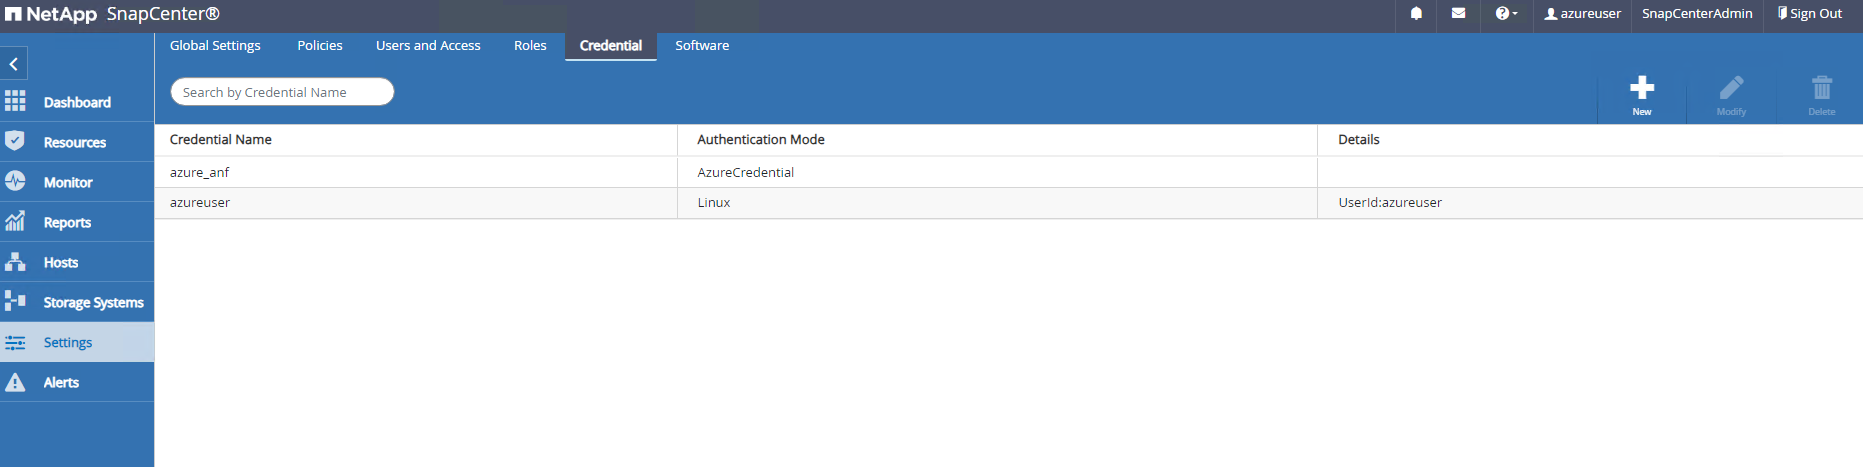 NetApp SnapCenter®
azureuser SnapCenterAdmin Sign Out
Global Settings Policies Users and Access Roles Credential Software
Search by Credential Name
New Modify Delete
Dashboard
Resources
Monitor
Reports
Hosts
Storage Systems
Settings
Alerts
Credential Name Authentication Mode Details
azure_anf AzureCredential
azureuser Linux UserId:azureuser